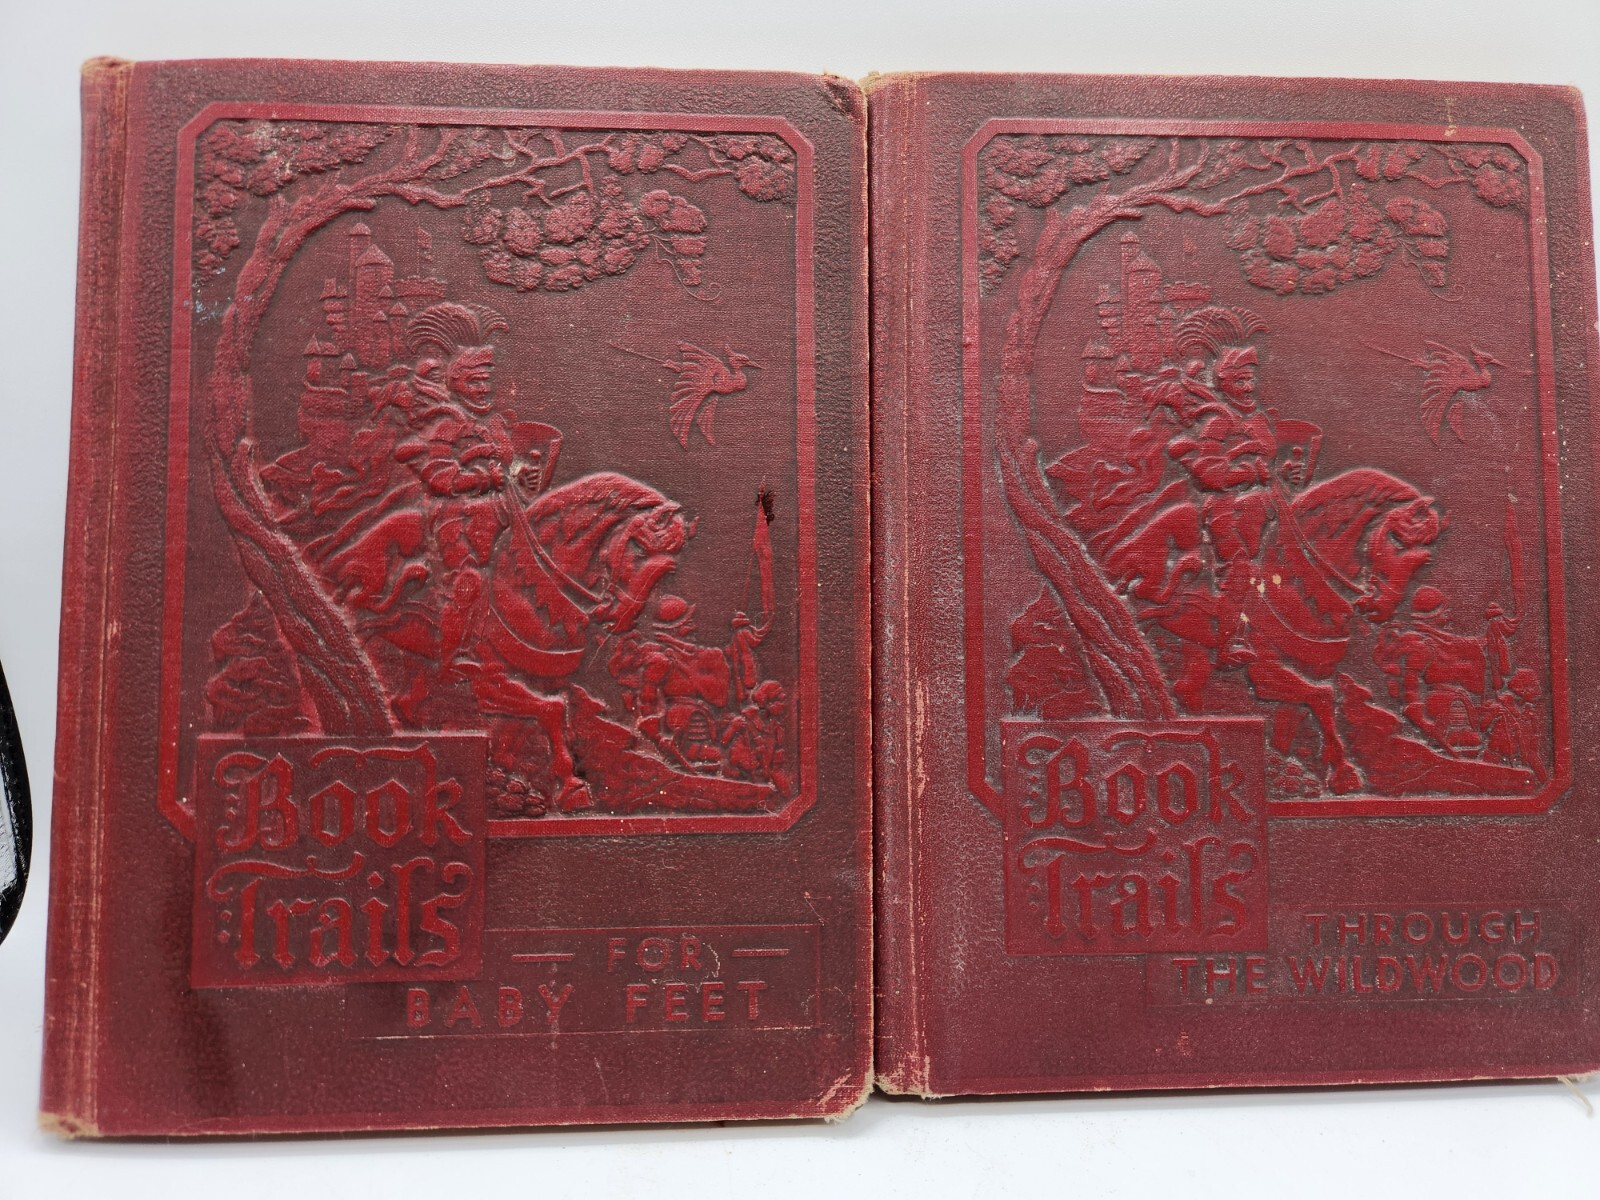 Book
Trails
FOR
BABY FEET
Book
Trails
THROUGH
THE WILDWOOD